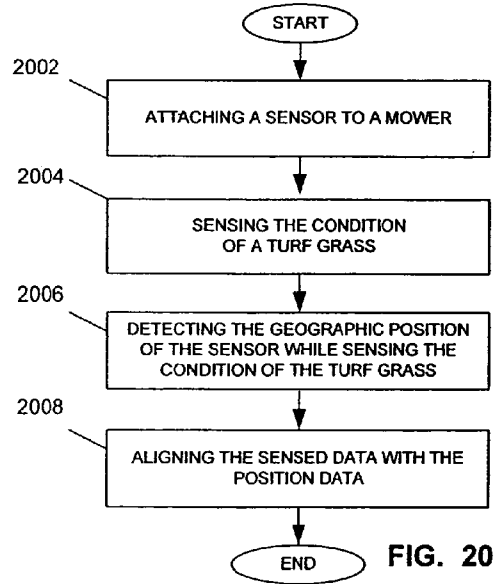 START
2002
ATTACHING A SENSOR TO A MOWER
2004
SENSING THE CONDITION
OF A TURF GRASS
2006
DETECTING THE GEOGRAPHIC POSITION
OF THE SENSOR WHILE SENSING THE
CONDITION OF THE TURF GRASS
2008
ALIGNING THE SENSED DATA WITH THE
POSITION DATA
END
FIG. 20